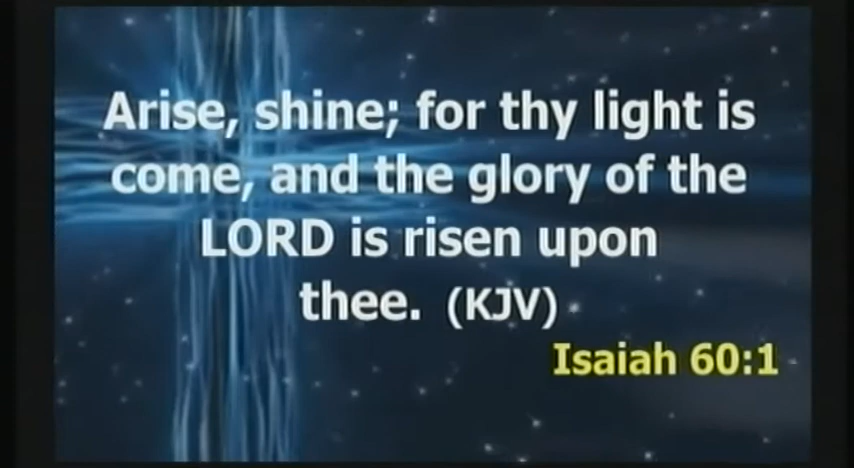 Arise, shine; for thy light is
come, and the glory of the
LORD is risen upon
thee. (KJV)
Isaiah 60:1